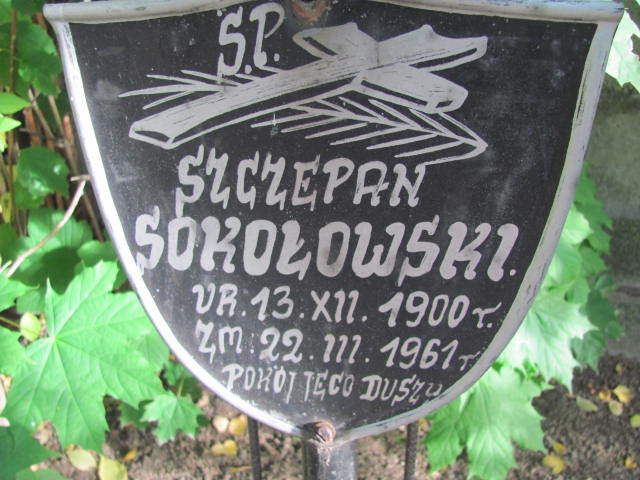 Ś.P.
SZCZEPAN
SOKOŁOWSKI.
UR. 13. XII. 1900 r.
ZM. 22. III. 1961 r.
POKÓJ JEGO DUSZY